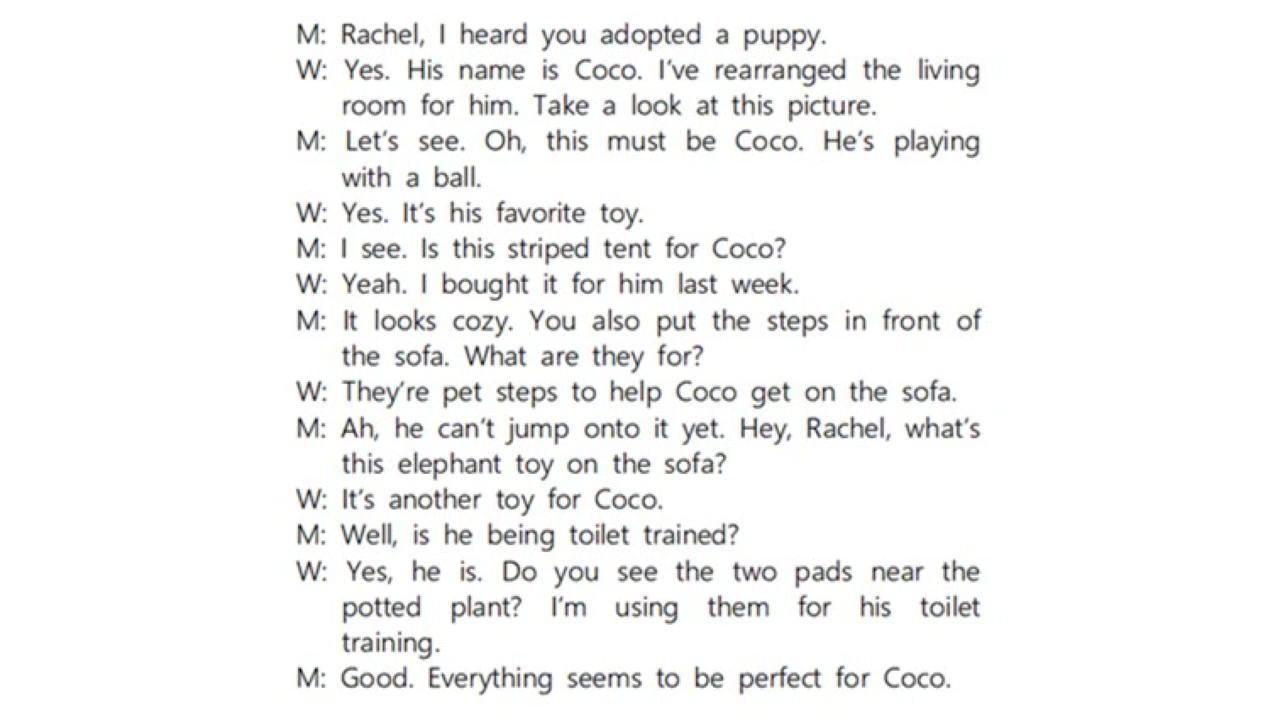 M: Rachel, I heard you adopted a puppy.
W: Yes. His name is Coco. I've rearranged the living
room for him. Take a look at this picture.
M: Let's see. Oh, this must be Coco. He's playing
with a ball.
W: Yes. It's his favorite toy.
M: I see. Is this striped tent for Coco?
W: Yeah. I bought it for him last week.
M: It looks cozy. You also put the steps in front of
the sofa. What are they for?
W: They're pet steps to help Coco get on the sofa.
M: Ah, he can't jump onto it yet. Hey, Rachel, what's
this elephant toy on the sofa?
W: It's another toy for Coco.
M: Well, is he being toilet trained?
W: Yes, he is. Do you see the two pads near the
potted plant? I'm using them for his toilet
training.
M: Good. Everything seems to be perfect for Coco.